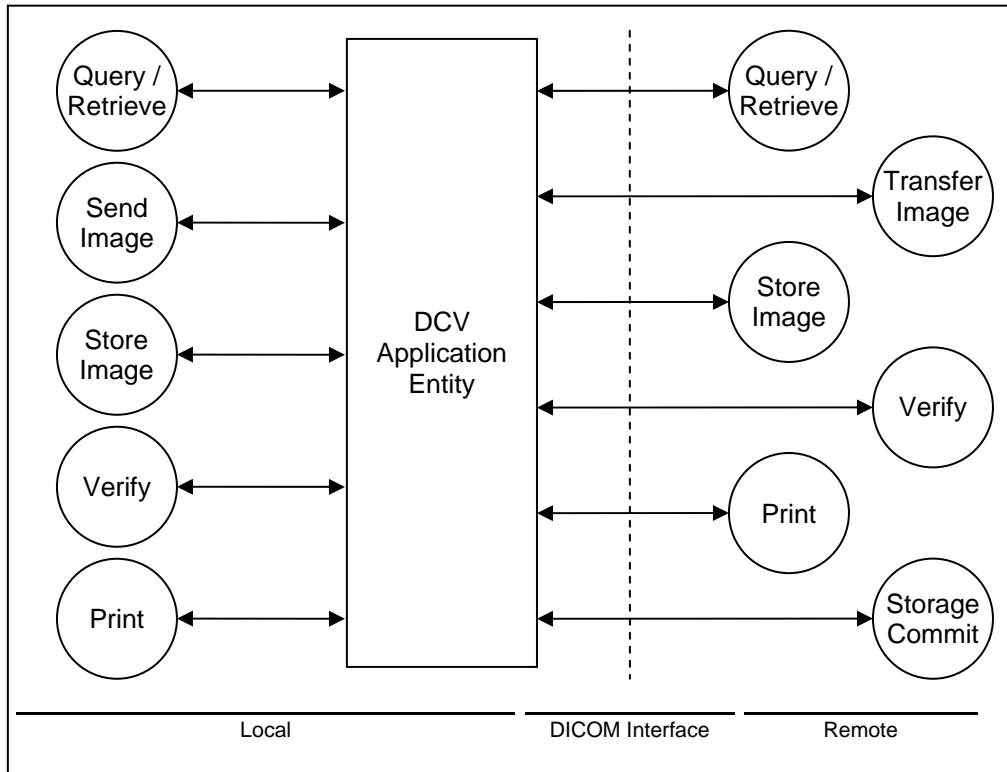 Query /
Retrieve
Send
Image
Store
Image
Verify
Print
DCV
Application
Entity
Query /
Retrieve
Transfer
Image
Store
Image
Verify
Print
Storage
Commit
Local
DICOM Interface
Remote